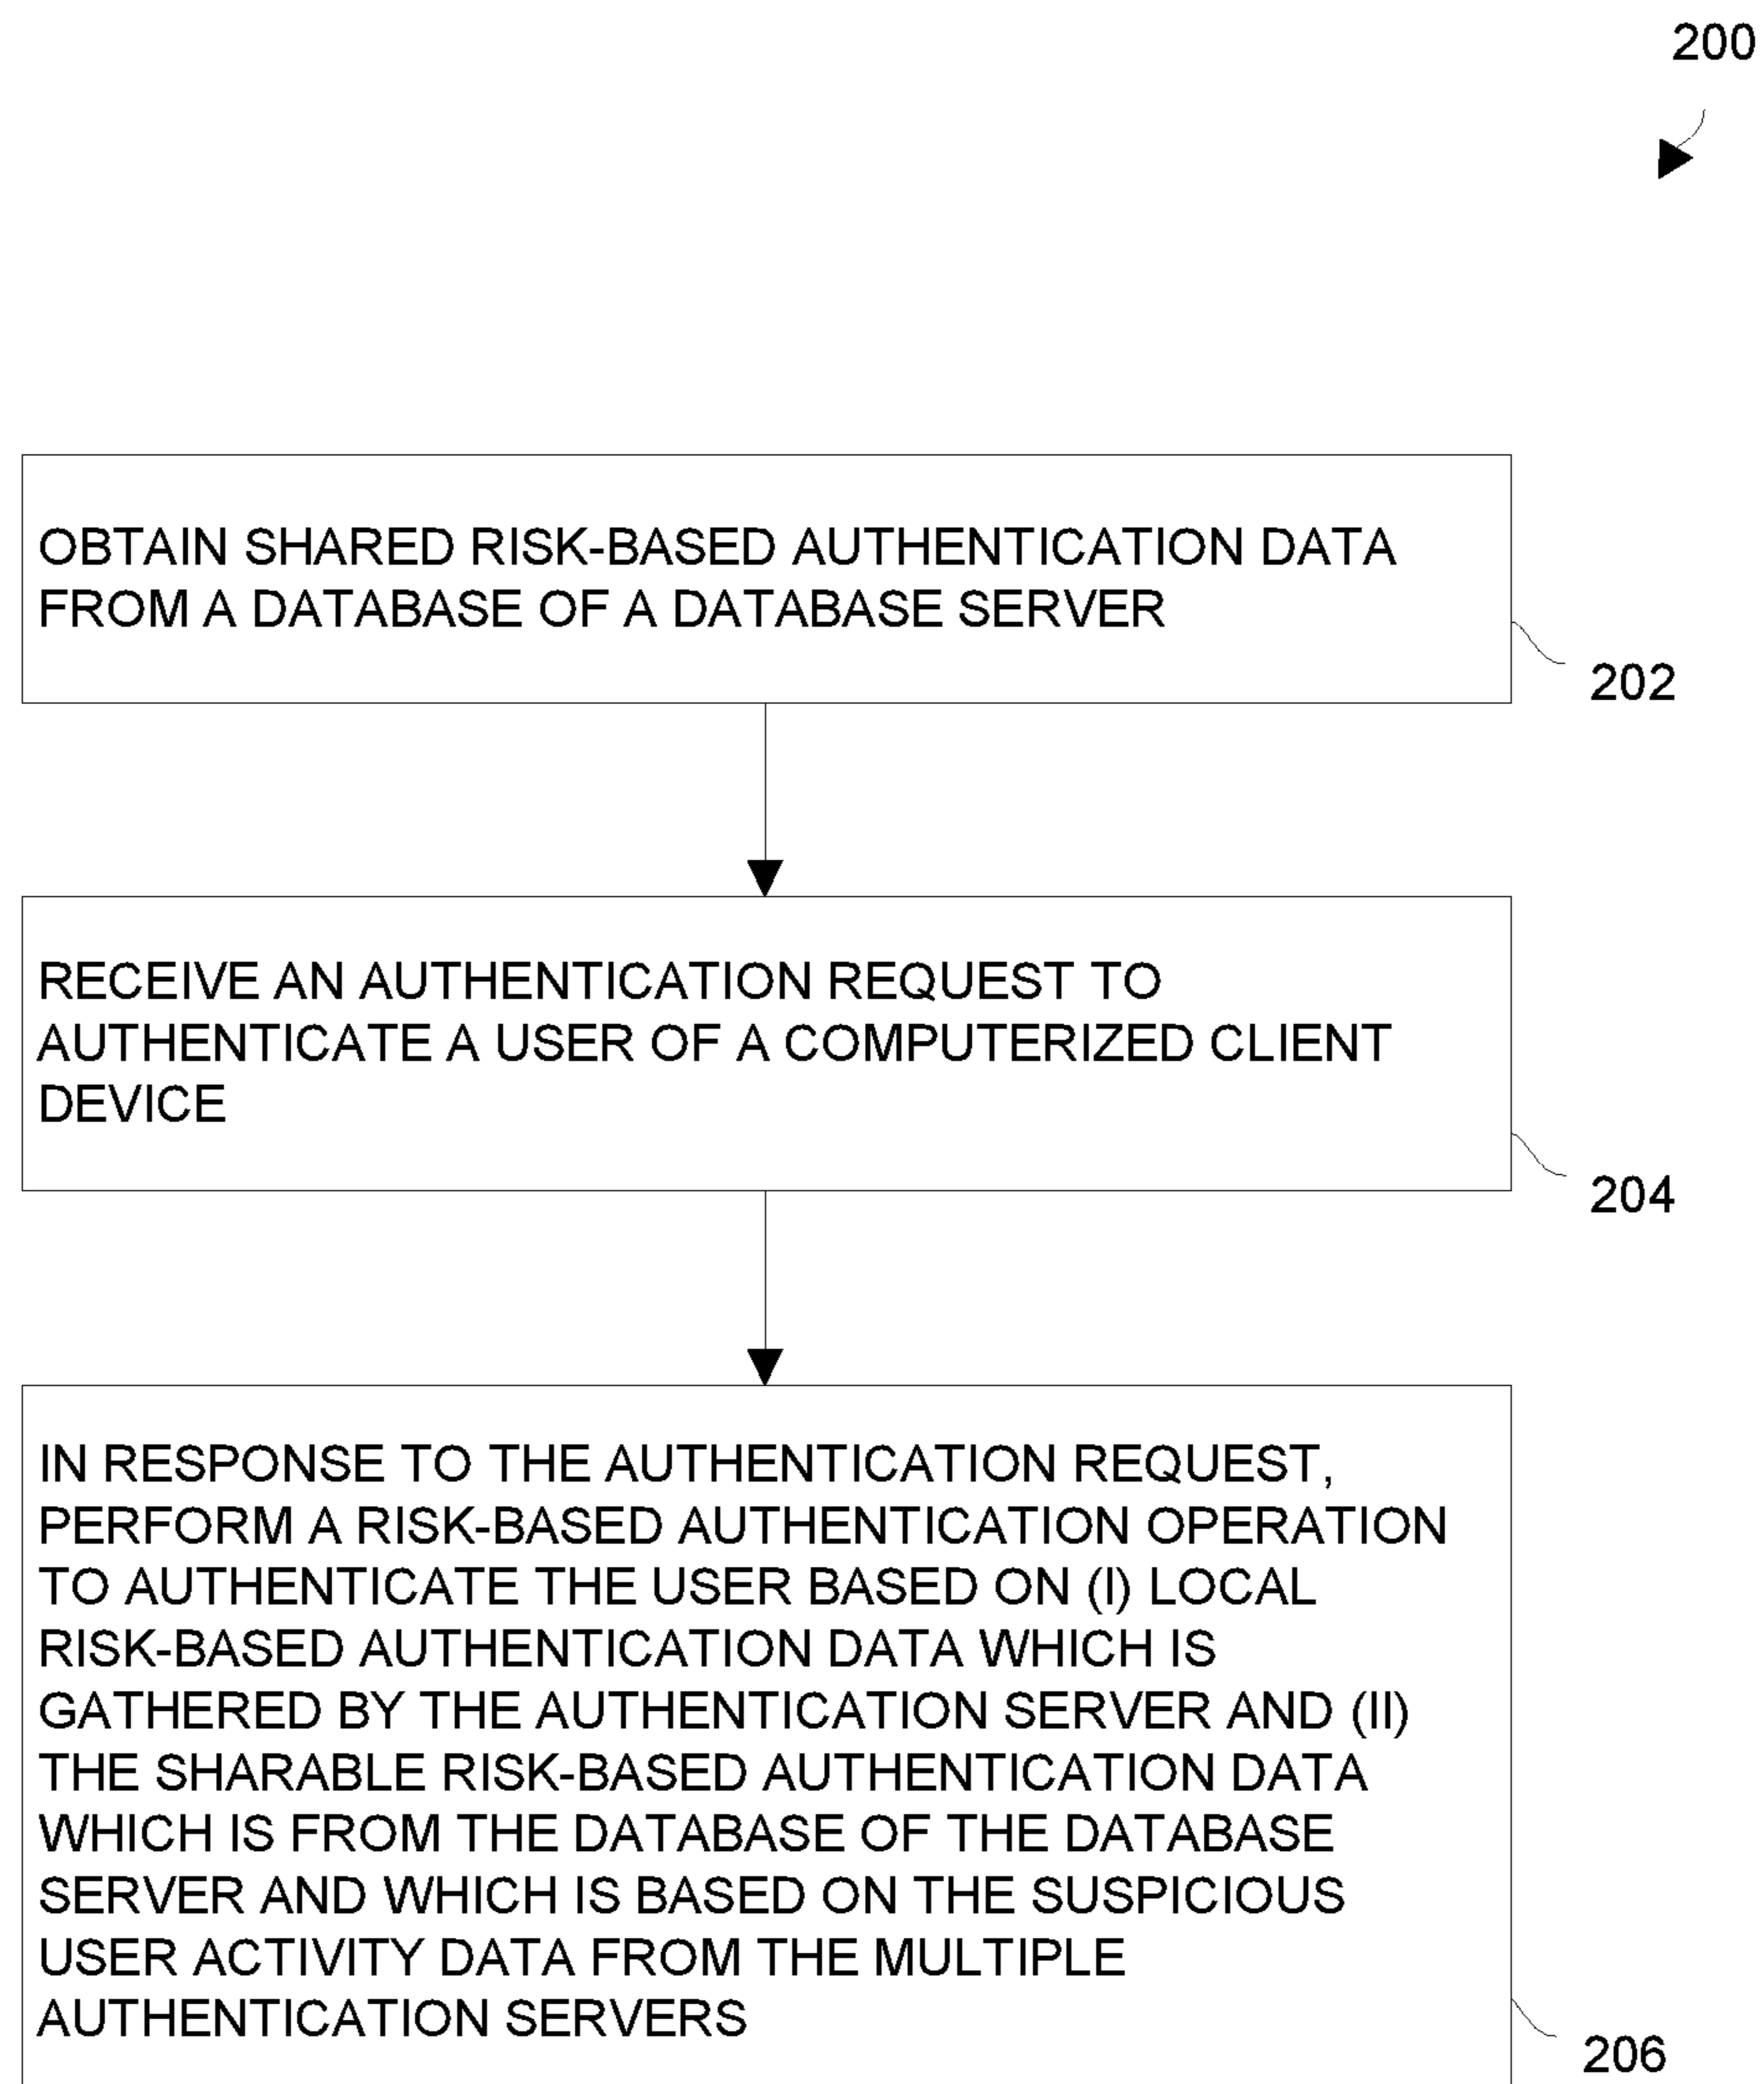 200
OBTAIN SHARED RISK-BASED AUTHENTICATION DATA
FROM A DATABASE OF A DATABASE SERVER
202
RECEIVE AN AUTHENTICATION REQUEST TO
AUTHENTICATE A USER OF A COMPUTERIZED CLIENT
DEVICE
204
IN RESPONSE TO THE AUTHENTICATION REQUEST,
PERFORM A RISK-BASED AUTHENTICATION OPERATION
TO AUTHENTICATE THE USER BASED ON (I) LOCAL
RISK-BASED AUTHENTICATION DATA WHICH IS
GATHERED BY THE AUTHENTICATION SERVER AND (II)
THE SHARABLE RISK-BASED AUTHENTICATION DATA
WHICH IS FROM THE DATABASE OF THE DATABASE
SERVER AND WHICH IS BASED ON THE SUSPICIOUS
USER ACTIVITY DATA FROM THE MULTIPLE
AUTHENTICATION SERVERS
206